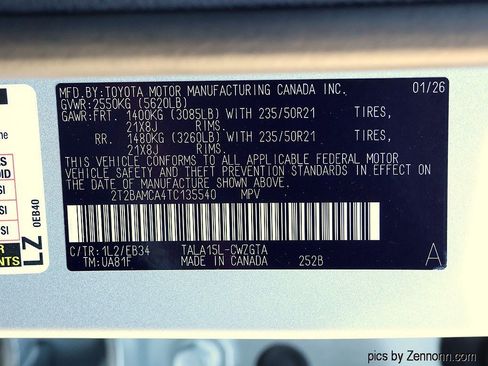 MFD.BY:TOYOTA MOTOR MANUFACTURING CANADA INC. 01/26
GVWR:2550KG (5620LB)
GAWR:FRT. 1400KG (3085LB) WITH 235/50R21 TIRES,
21X8J RIMS.
RR. 1480KG (3260LB) WITH 235/50R21 TIRES,
21X8J RIMS.
THIS VEHICLE CONFORMS TO ALL APPLICABLE FEDERAL MOTOR
VEHICLE SAFETY AND THEFT PREVENTION STANDARDS IN EFFECT ON
THE DATE OF MANUFACTURE SHOWN ABOVE.
2T2BAMCA4TC135540 MPV
C/TR:1L2/EB34 TALA15L-CWZGTA
TM:UA81F MADE IN CANADA 252B A
LZ 0EB40
pics by Zennonn.com